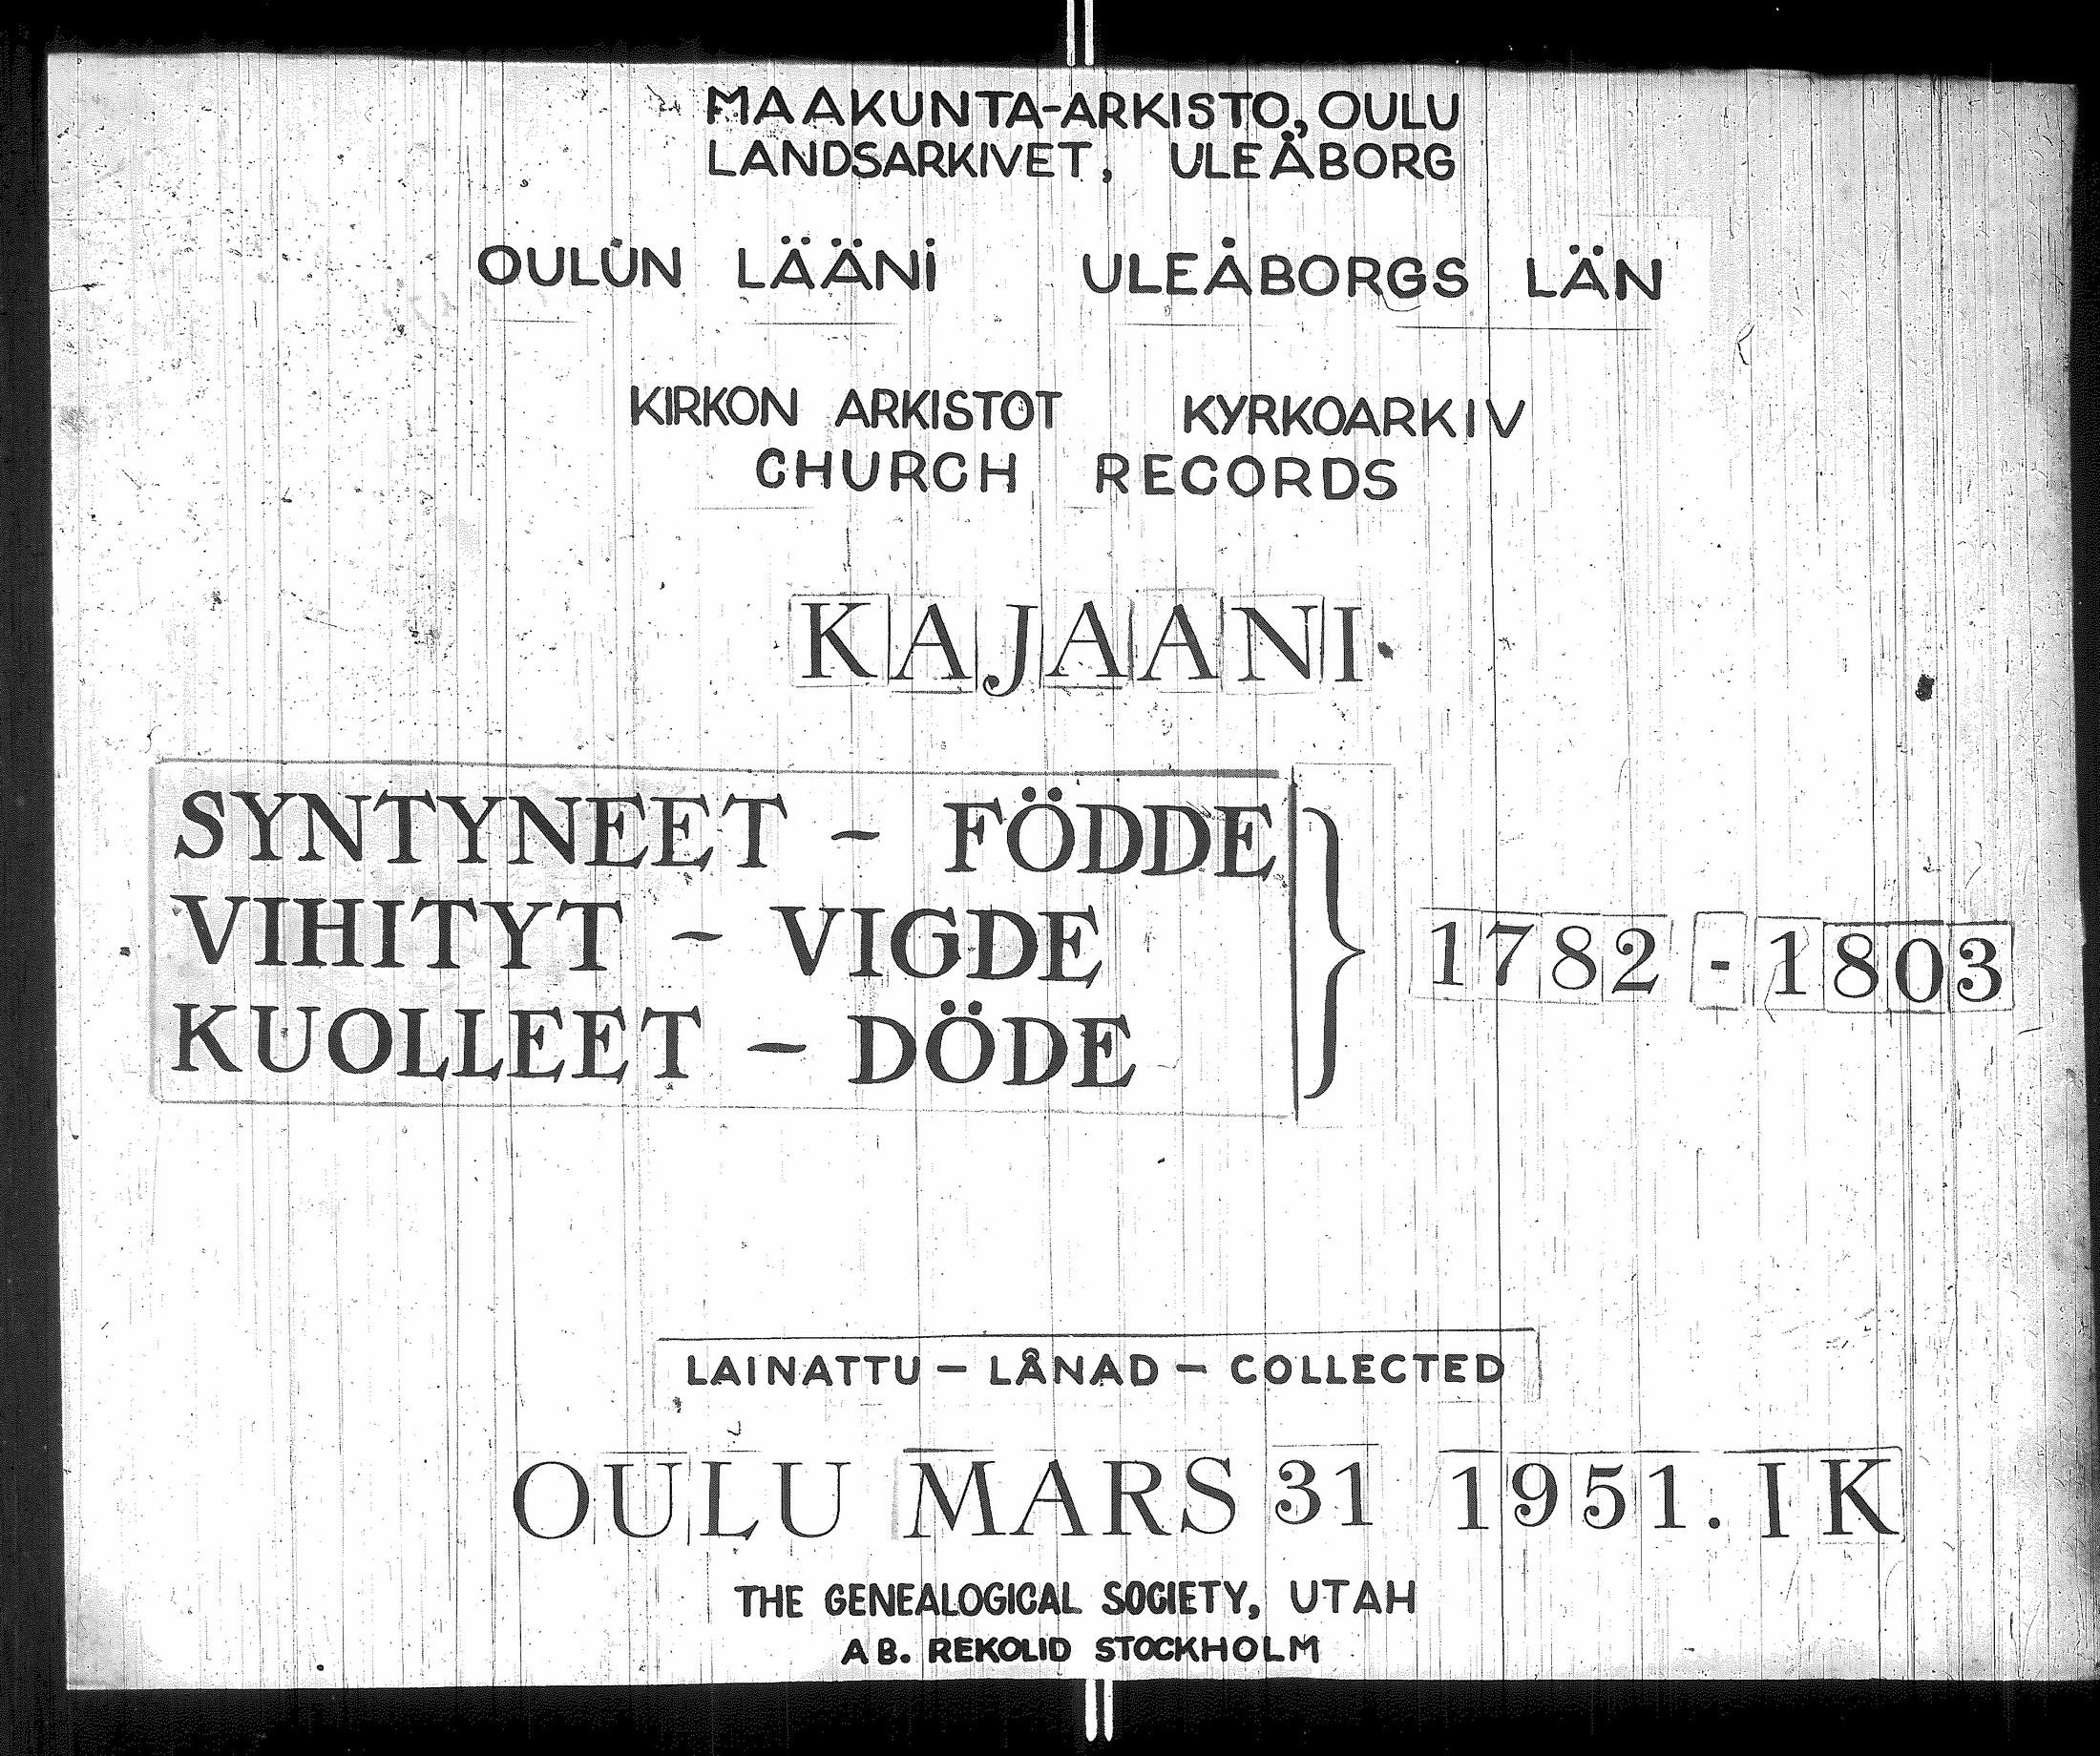 MAAKUNTA-ARKISTO, OULU
LANDSARKIVET, ULEÅBORG
OULUN LÄÄNI ULEÅBORGS LÄN
KIRKON ARKISTOT KYRKOARKIV
CHURCH RECORDS
KAJAANI
SYNTYNEET - FÖDDE
VIHITYT - VIGDE } 1782 - 1803
KUOLLEET - DÖDE
LAINATTU - LÅNAD - COLLECTED
OULU MARS 31 1951. IK
THE GENEALOGICAL SOCIETY, UTAH
AB. REKOLID STOCKHOLM